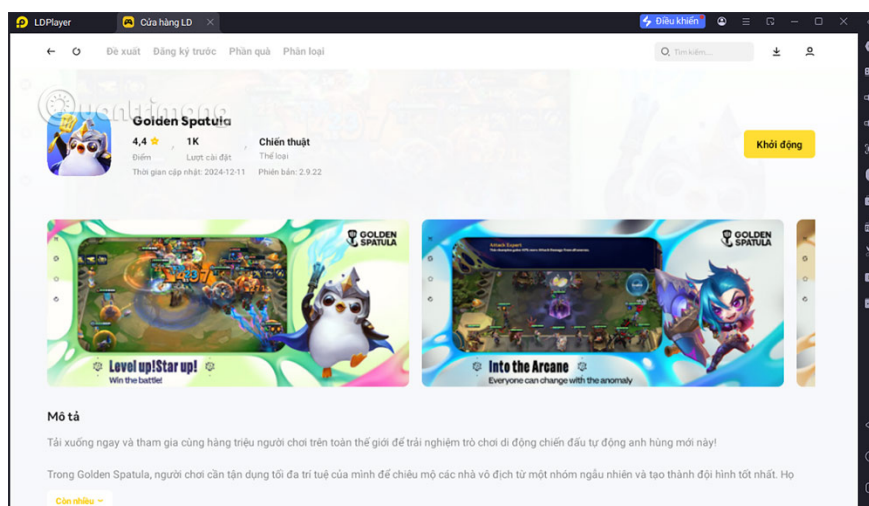 LDPlayer
Cửa hàng LD
Điều khiển
Đề xuất Đăng ký trước Phần quà Phân loại
Tìm kiếm...
Quantrimang
Golden Spatula
4,4 , 1K , Chiến thuật
Điểm Lượt cài đặt Thể loại
Thời gian cập nhật: 2024-12-11 Phiên bản: 2.9.22
Khởi động
GOLDEN SPATULA
Level up!Star up!
Win the battle!
Attack Expert
GOLDEN SPATULA
Into the Arcane
Everyone can change with the anomaly
Mô tả
Tải xuống ngay và tham gia cùng hàng triệu người chơi trên toàn thế giới để trải nghiệm trò chơi di động chiến đấu tự động anh hùng mới này!
Trong Golden Spatula, người chơi cần tận dụng tối đa trí tuệ của mình để chiêu mộ các nhà vô địch từ một nhóm ngẫu nhiên và tạo thành đội hình tốt nhất. Họ
Còn nhiều